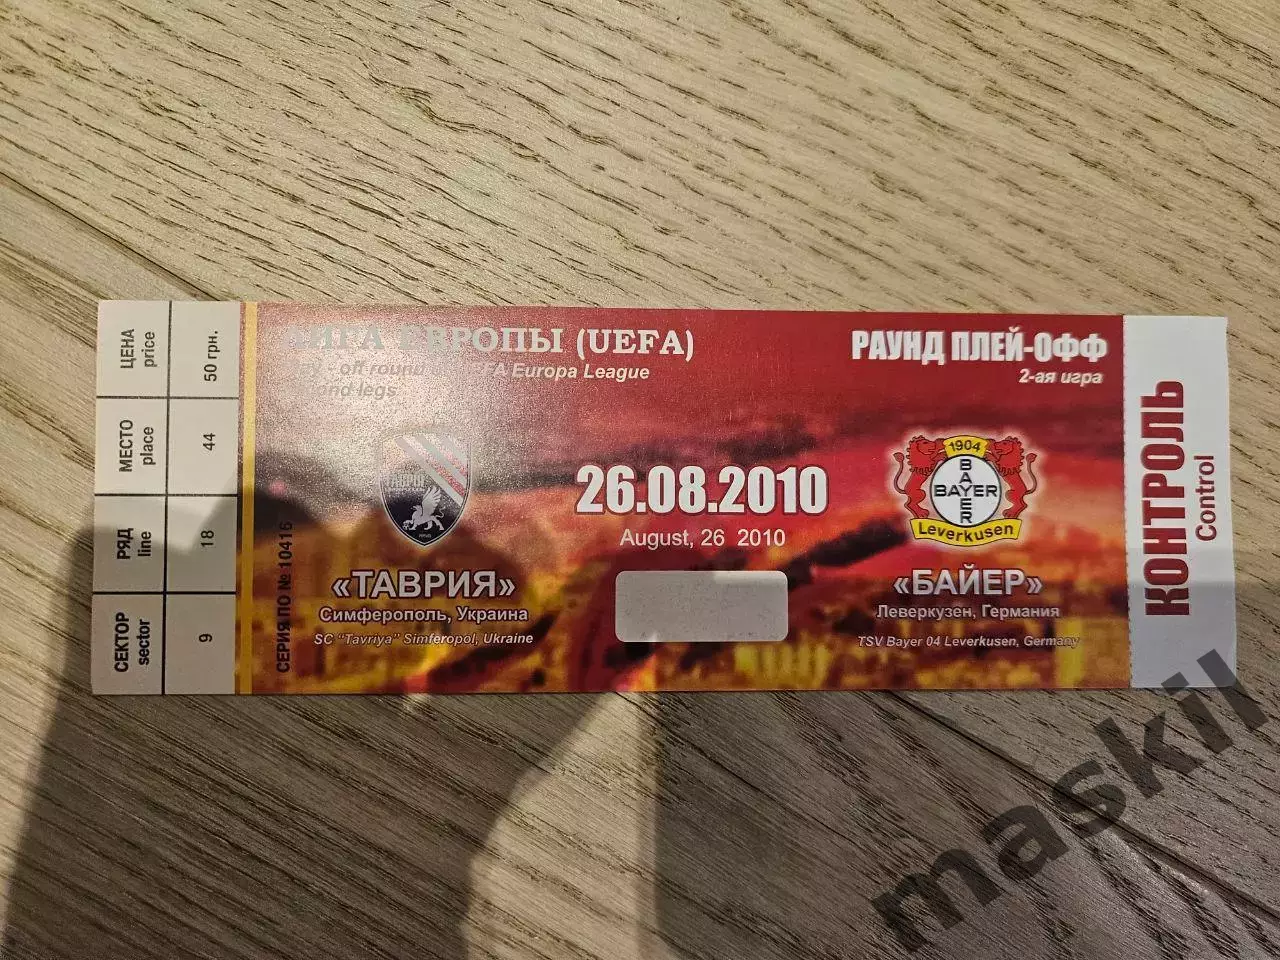 ЦЕНА
price
50 грн.
МЕСТО
place
44
РЯД
line
18
СЕКТОР
sector
9
СЕРИЯ ПО № 10416
ЛИГА ЕВРОПЫ (UEFA)
off round Europa League
legs
РАУНД ПЛЕЙ-ОФФ
2-ая игра
ТАВРИЯ
26.08.2010
August, 26 2010
1904
BAYER
BAYER
Leverkusen
«ТАВРИЯ»
Симферополь, Украина
SC "Tavriya" Simferopol, Ukraine
«БАЙЕР»
Леверкузен, Германия
TSV Bayer 04 Leverkusen, Germany
КОНТРОЛЬ
Control
maskil